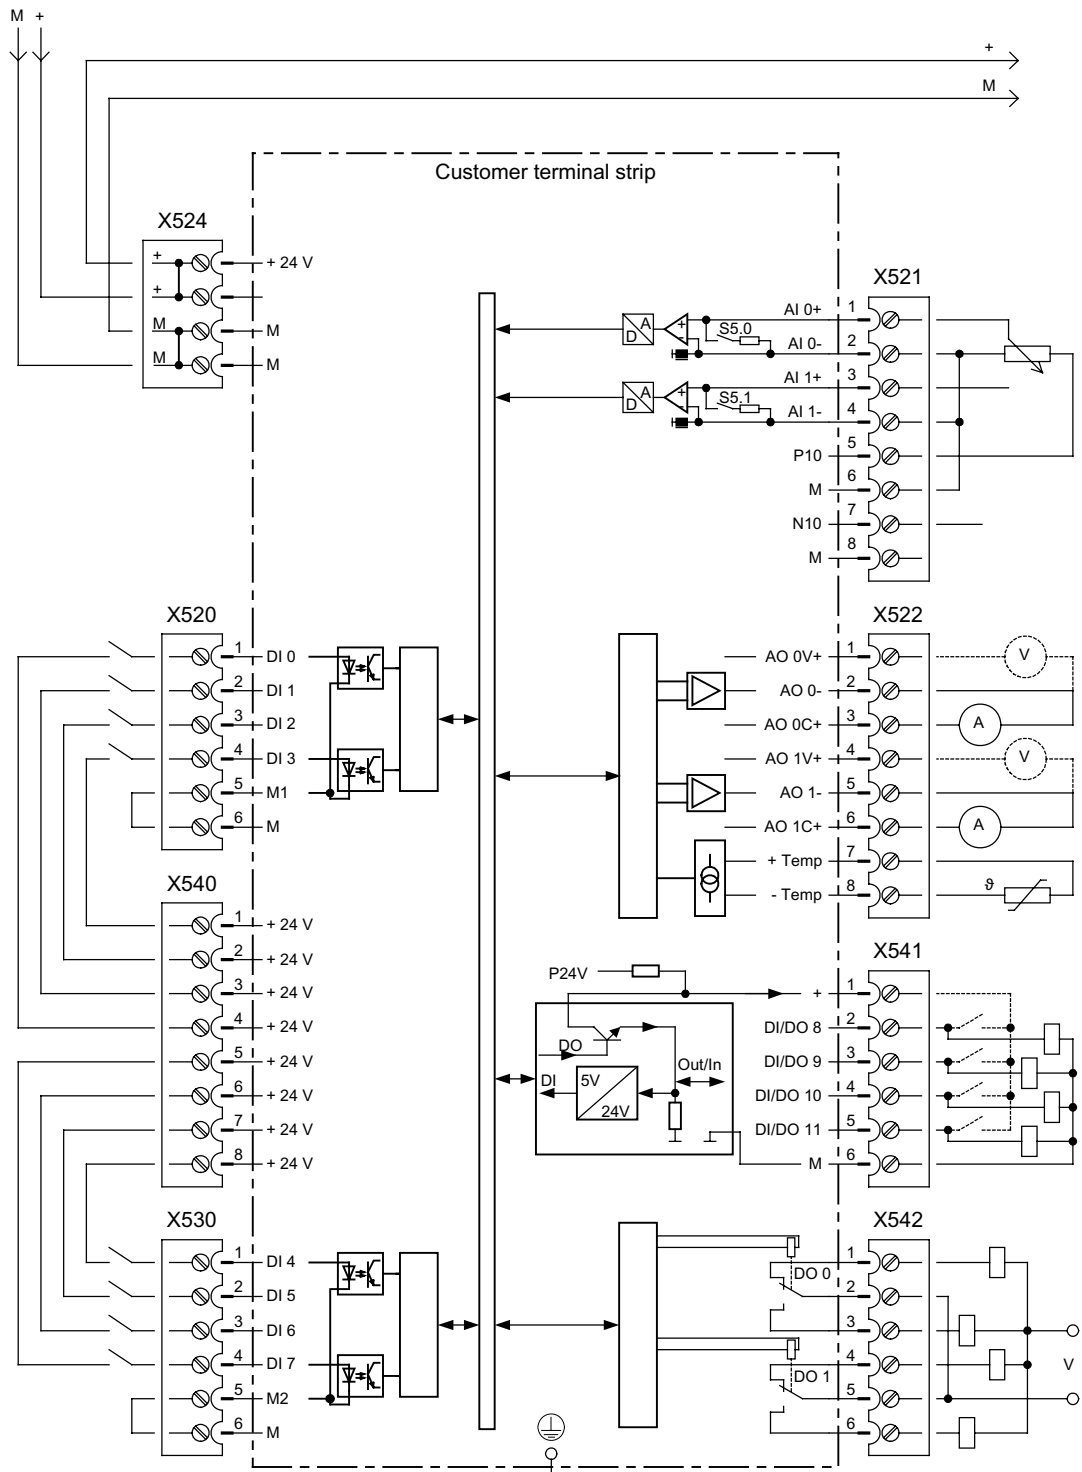 M +
+
M
Customer terminal strip
X524
+ + 24 V
+
M M
M M
X521
AI 0+ 1
S5.0
A
D
+
-
AI 0- 2
AI 1+ 3
S5.1
A
D
+
-
AI 1- 4
P10 5
M 6
N10 7
M 8
X520
1 DI 0
2 DI 1
3 DI 2
4 DI 3
5 M1
6 M
X522
AO 0V+ 1
V
AO 0- 2
AO 0C+ 3
A
AO 1V+ 4
V
AO 1- 5
AO 1C+ 6
A
+ Temp 7
- Temp 8
ϑ
X540
1 + 24 V
2 + 24 V
3 + 24 V
4 + 24 V
5 + 24 V
6 + 24 V
7 + 24 V
8 + 24 V
X541
P24V
+ 1
DI/DO 8 2
DO
DI/DO 9 3
Out/In
DI
5V
24V
DI/DO 10 4
DI/DO 11 5
M 6
X530
1 DI 4
2 DI 5
3 DI 6
4 DI 7
5 M2
6 M
X542
1
DO 0
2
3
4
V
DO 1
5
6